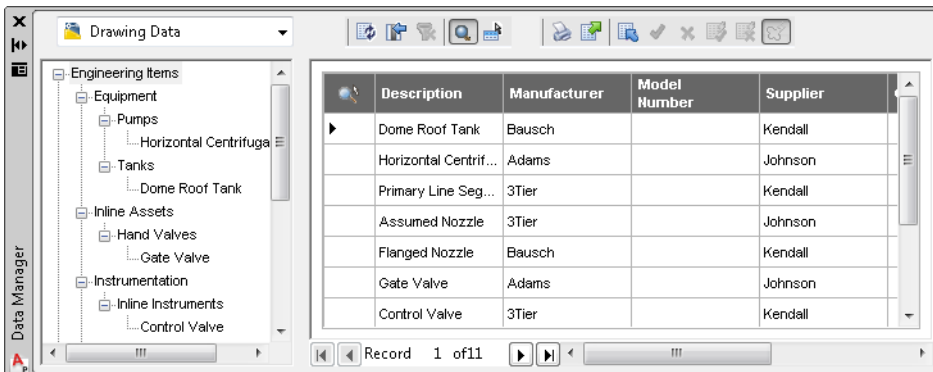 Drawing Data
Data Manager
Engineering Items
Equipment
Pumps
Horizontal Centrifuga
Tanks
Dome Roof Tank
Inline Assets
Hand Valves
Gate Valve
Instrumentation
Inline Instruments
Control Valve
Description Manufacturer Model Number Supplier
Dome Roof Tank Bausch Kendall
Horizontal Centrif... Adams Johnson
Primary Line Seg... 3Tier Kendall
Assumed Nozzle 3Tier Johnson
Flanged Nozzle Bausch Kendall
Gate Valve Adams Johnson
Control Valve 3Tier Kendall
Record 1 of11